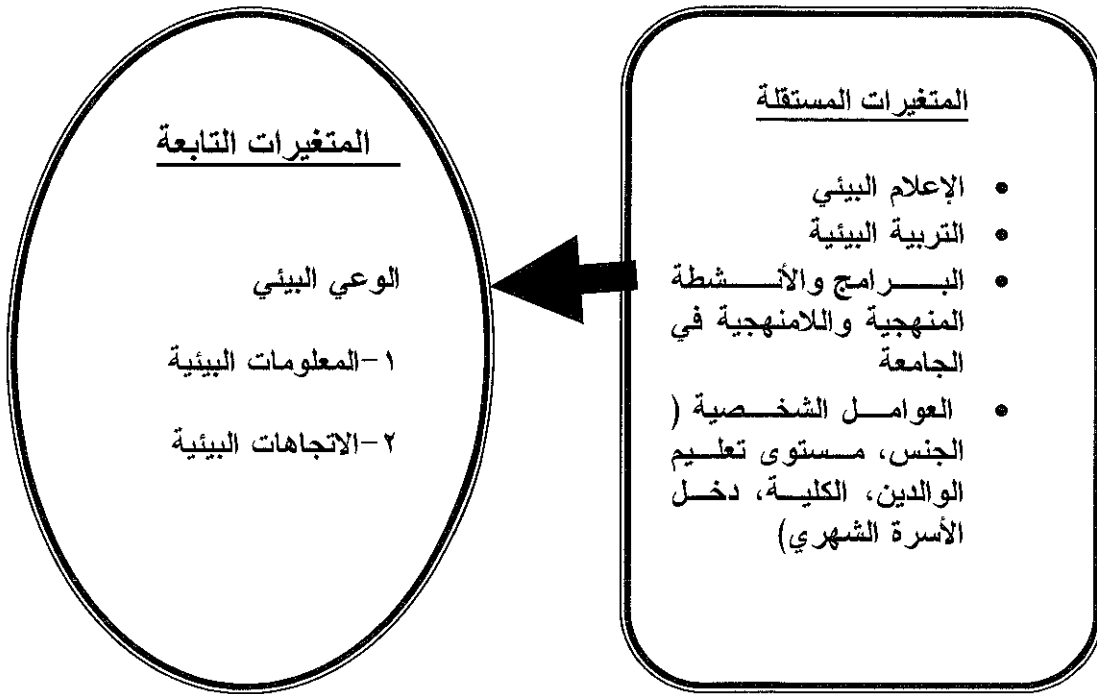 المتغيرات المستقلة
• الإعلام البيئي
• التربية البيئية
• البرامج والأنشطة
المنهجية واللامنهجية في
الجامعة
• العوامل الشخصية (
الجنس، مستوى تعليم
الوالدين، الكلية، دخل
الأسرة الشهري)
المتغيرات التابعة
الوعي البيئي
١-المعلومات البيئية
٢-الاتجاهات البيئية